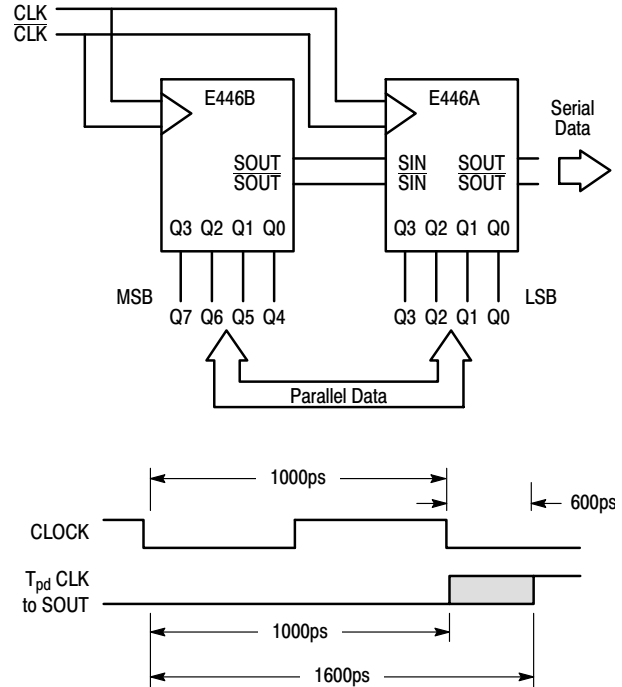 CLK
CLK
E446B
E446A
Serial
Data
SOUT
SOUT
SIN
SIN
SOUT
SOUT
Q3 Q2 Q1 Q0
Q3 Q2 Q1 Q0
MSB
Q7 Q6 Q5 Q4
Q3 Q2 Q1 Q0
LSB
Parallel Data
1000ps
600ps
CLOCK
Tpd CLK
to SOUT
1000ps
1600ps